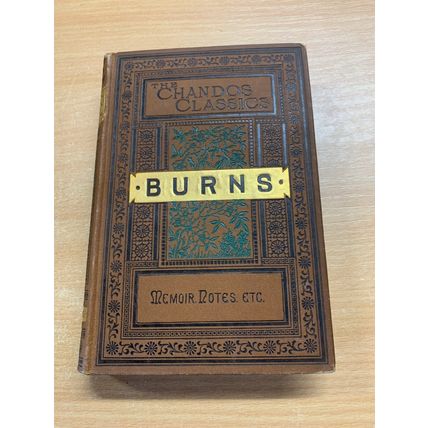 THE
CHANDOS
CLASSICS
· BURNS ·
MEMOIR, NOTES, ETC.